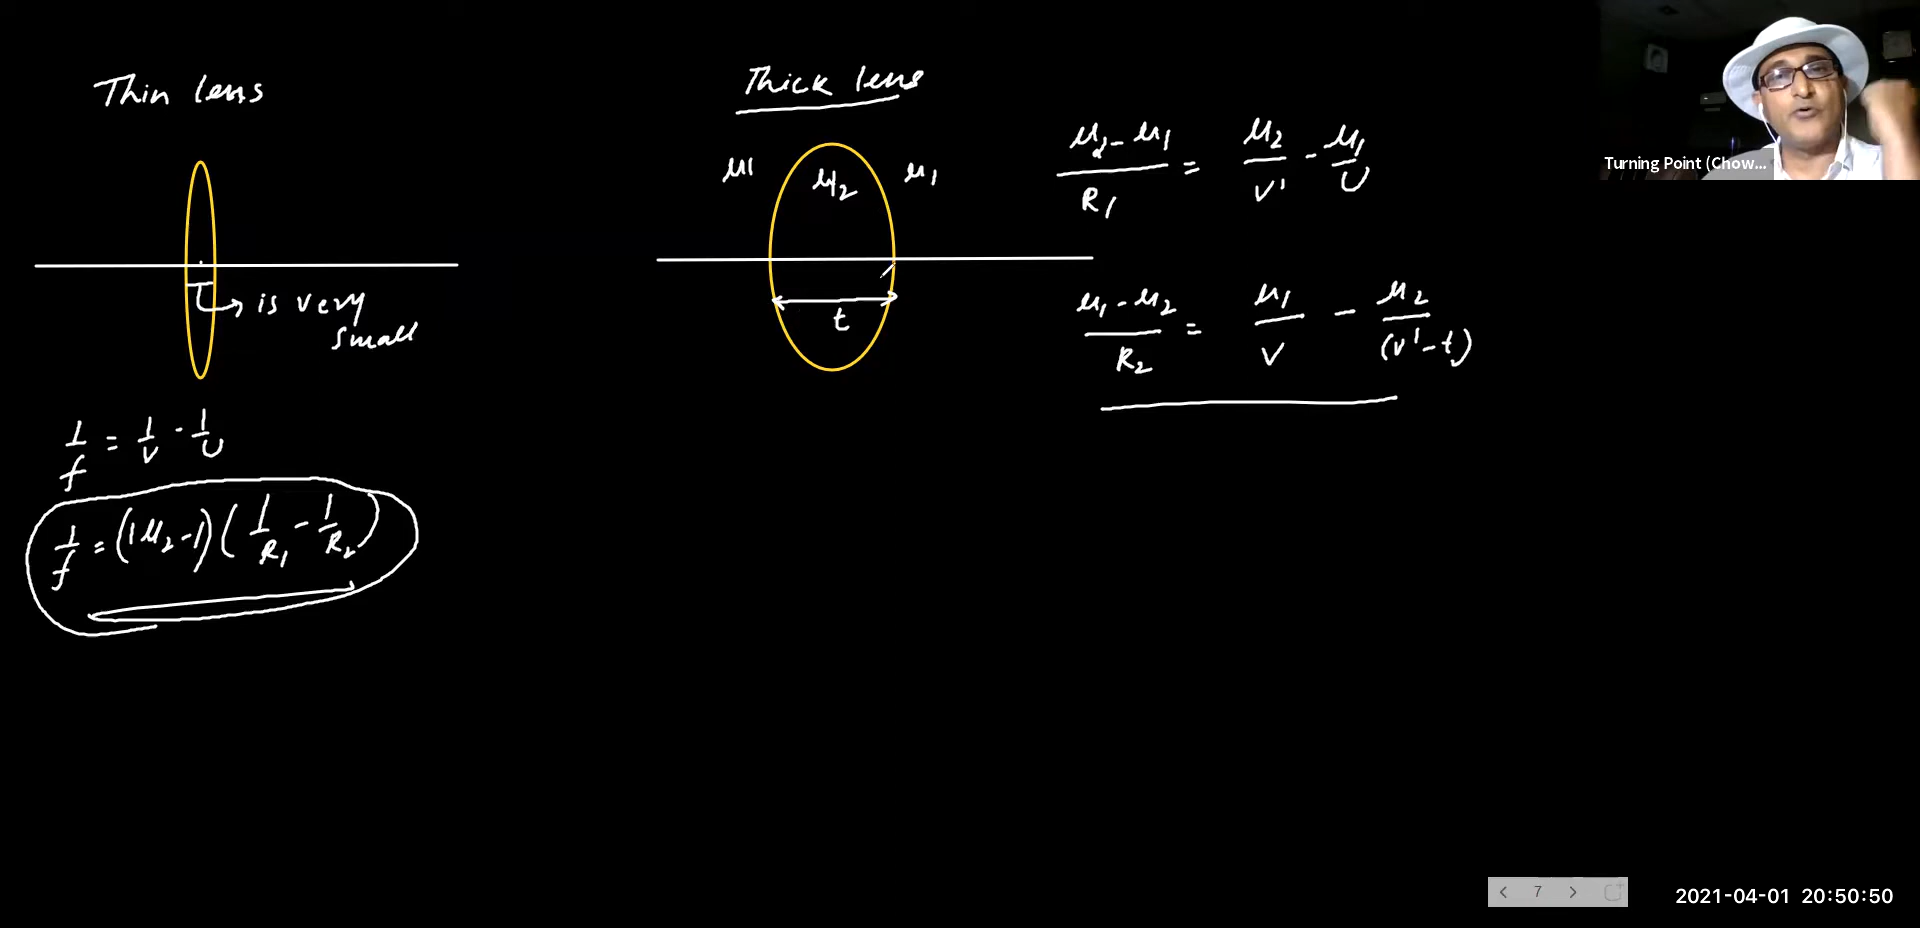 Thin lens
is very
small
1/f = 1/v - 1/u
1/f = (1μ2 - 1) (1/R1 - 1/R2)
Thick lens
μ1 μ2 μ1
t
μ2 - μ1 / R1 = μ2/v' - μ1/u
μ1 - μ2 / R2 = μ1/v - μ2/(v' - t)
Turning Point (Chow...
7
2021-04-01 20:50:50